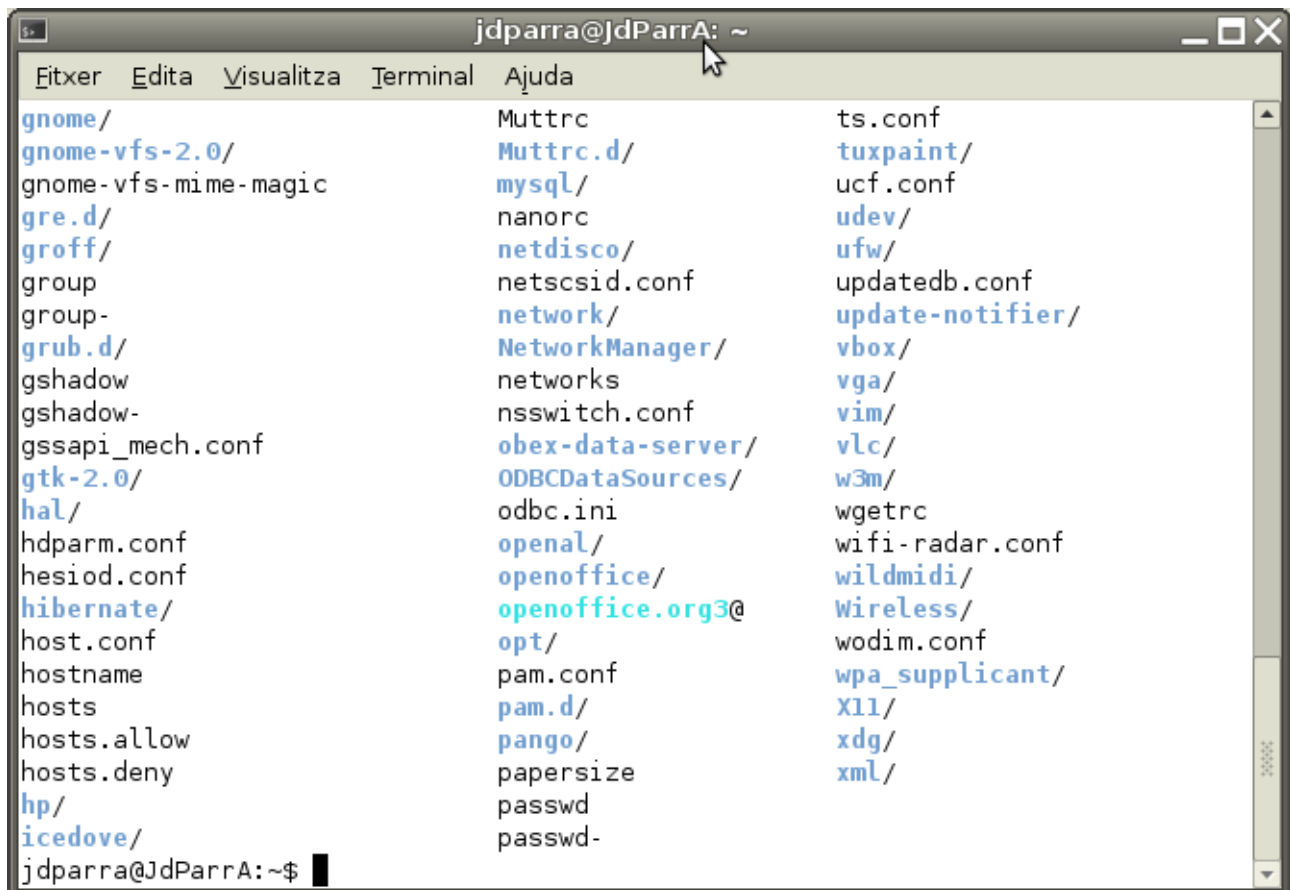 jdparra@JdParrA: ~
Fitxer Edita Visualitza Terminal Ajuda
gnome/ Muttrc ts.conf
gnome-vfs-2.0/ Muttrc.d/ tuxpaint/
gnome-vfs-mime-magic mysql/ ucf.conf
gre.d/ nanorc udev/
groff/ netdisco/ ufw/
group netscsid.conf updatedb.conf
group- network/ update-notifier/
grub.d/ NetworkManager/ vbox/
gshadow networks vga/
gshadow- nsswitch.conf vim/
gssapi_mech.conf obex-data-server/ vlc/
gtk-2.0/ ODBCDataSources/ w3m/
hal/ odbc.ini wgetrc
hdparm.conf openal/ wifi-radar.conf
hesiod.conf openoffice/ wildmidi/
hibernate/ openoffice.org3@ Wireless/
host.conf opt/ wodim.conf
hostname pam.conf wpa_supplicant/
hosts pam.d/ X11/
hosts.allow pango/ xdg/
hosts.deny papersize xml/
hp/ passwd
icedove/ passwd-
jdparra@JdParrA:~$